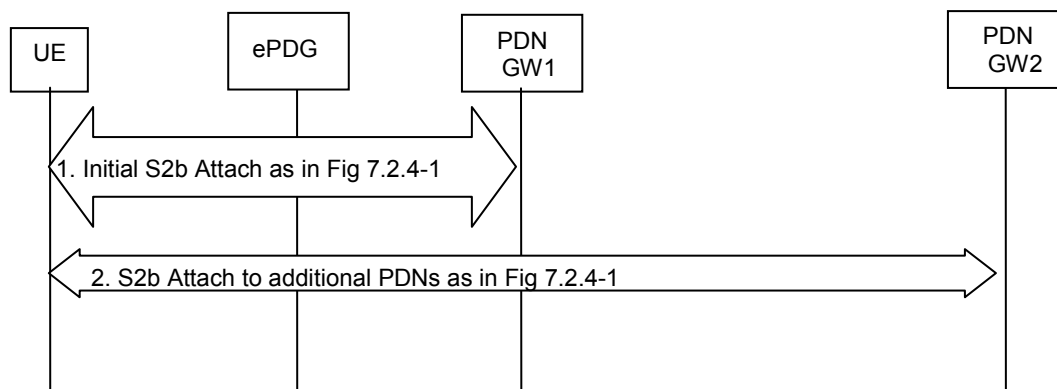 UE
ePDG
PDN
GW1
PDN
GW2
1. Initial S2b Attach as in Fig 7.2.4-1
2. S2b Attach to additional PDNs as in Fig 7.2.4-1